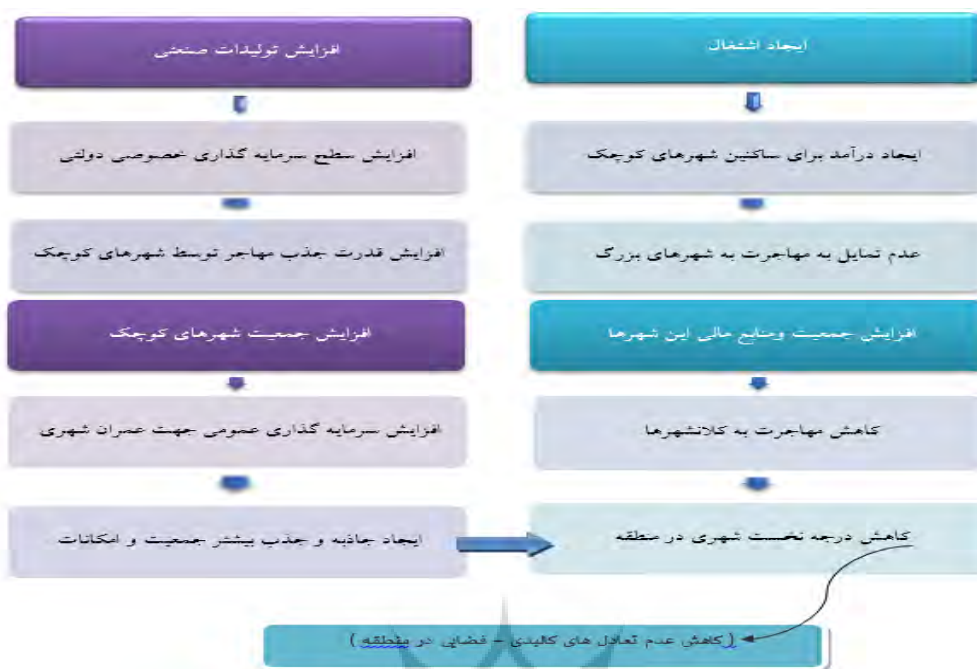 ایجاد اشتغال
ایجاد درآمد برای ساکنین شهرهای کوچک
عدم تمایل به مهاجرت به شهرهای بزرگ
افزایش جمعیت ومنابع مالی این شهرها
کاهش مهاجرت به کلانشهرها
کاهش درجه نخست شهری در منطقه
افزایش تولیدات صنعتی
افزایش سطح سرمایه گذاری خصوصی دولتی
افزایش قدرت جذب مهاجر توسط شهرهای کوچک
افزایش جمعیت شهرهای کوچک
افزایش سرمایه گذاری عمومی جهت عمران شهری
ایجاد جاذبه و جذب بیشتر جمعیت و امکانات
(کاهش عدم تعادل های کالبدی - فضایی در منطقه )